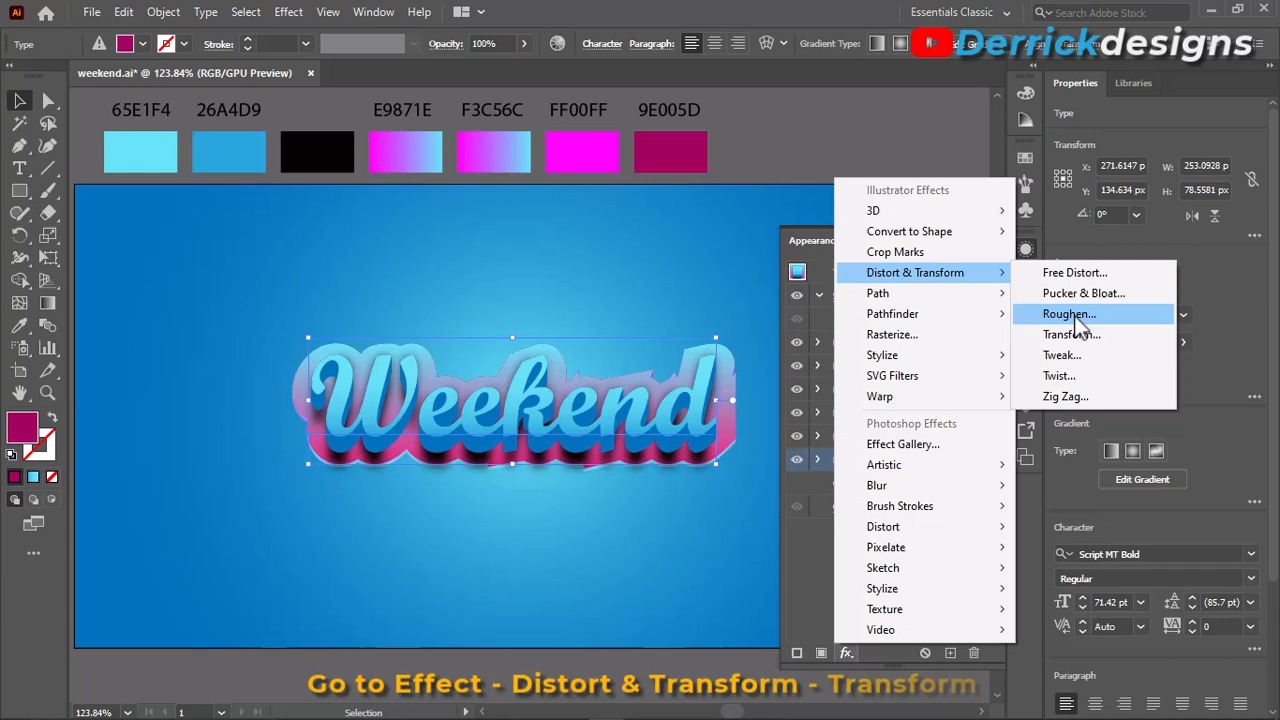 Ai File Edit Object Type Select Effect View Window Help Essentials Classic Search Adobe Stock
Type Stroke: Opacity: 100% Character Paragraph: Gradient Type:
Derrickdesigns
weekend.ai* @ 123.84% (RGB/GPU Preview) ×
Properties Libraries
65E1F4 26A4D9 E9871E F3C56C FF00FF 9E005D
Type
Transform
X: 271.6147 p W: 253.0928 p
Y: 134.634 px H: 78.5581 px
0°
Appearance
Illustrator Effects
3D
Convert to Shape
Crop Marks
Distort & Transform
Path
Pathfinder
Rasterize...
Stylize
SVG Filters
Warp
Photoshop Effects
Effect Gallery...
Artistic
Blur
Brush Strokes
Distort
Pixelate
Sketch
Stylize
Texture
Video
Free Distort...
Pucker & Bloat...
Roughen...
Transform...
Tweak...
Twist...
Zig Zag...
Weekend
Gradient
Type:
Edit Gradient
Character
Script MT Bold
Regular
71.42 pt (85.7 pt)
Auto 0
Paragraph
fx
Go to Effect - Distort & Transform - Transform
123.84% 1 Selection